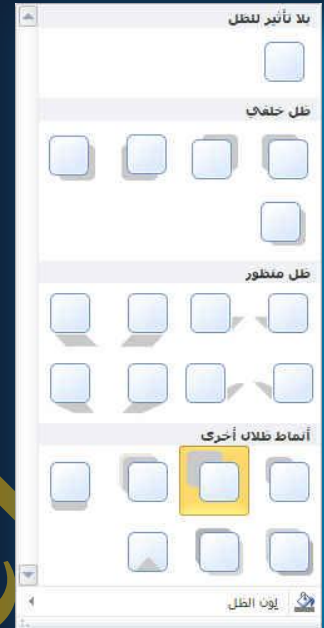 بلا تأثير للظل
ظل خلفي
ظل منظور
أنماط ظلال أخرى
لون الظل